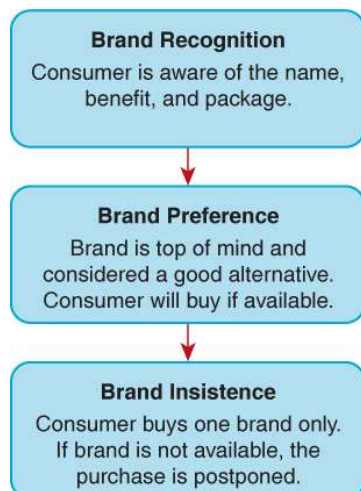 Brand Recognition
Consumer is aware of the name,
benefit, and package.
Brand Preference
Brand is top of mind and
considered a good alternative.
Consumer will buy if available.
Brand Insistence
Consumer buys one brand only.
If brand is not available, the
purchase is postponed.